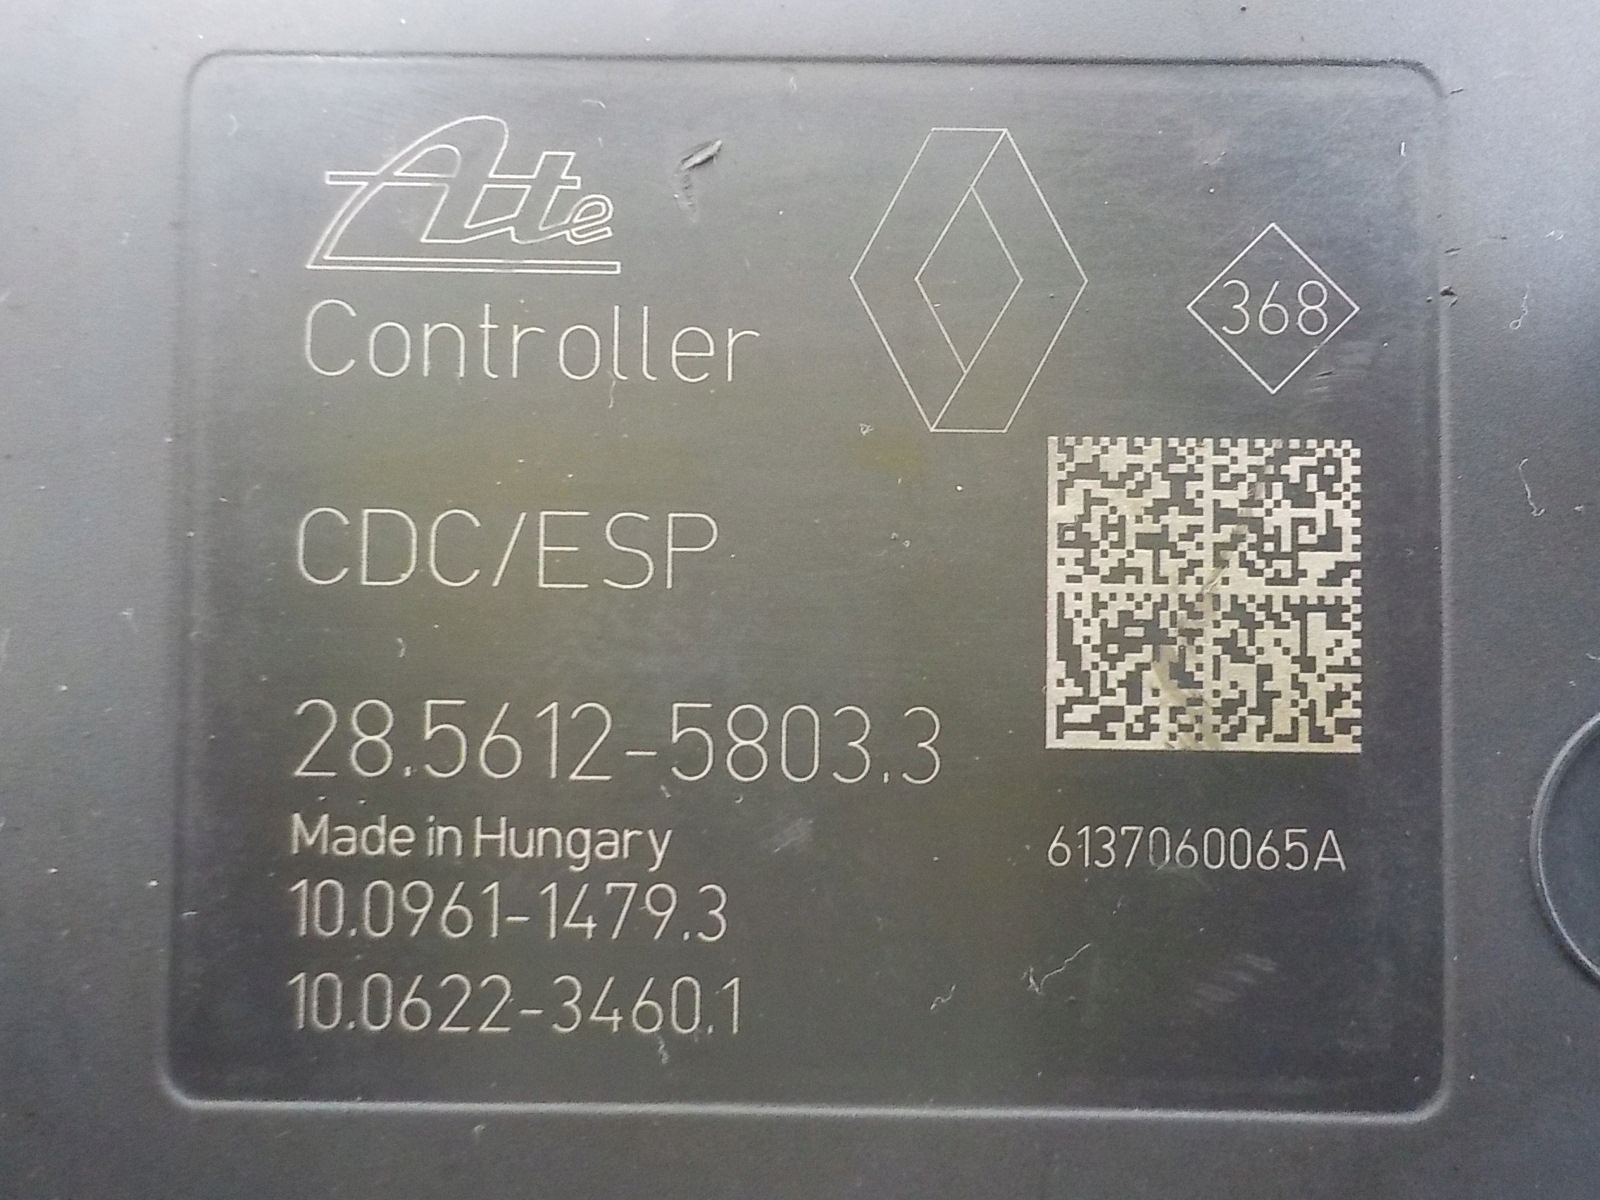 Ate
Controller
368
CDC/ESP
28.5612-5803.3
Made in Hungary
6137060065A
10.0961-1479.3
10.0622-3460.1